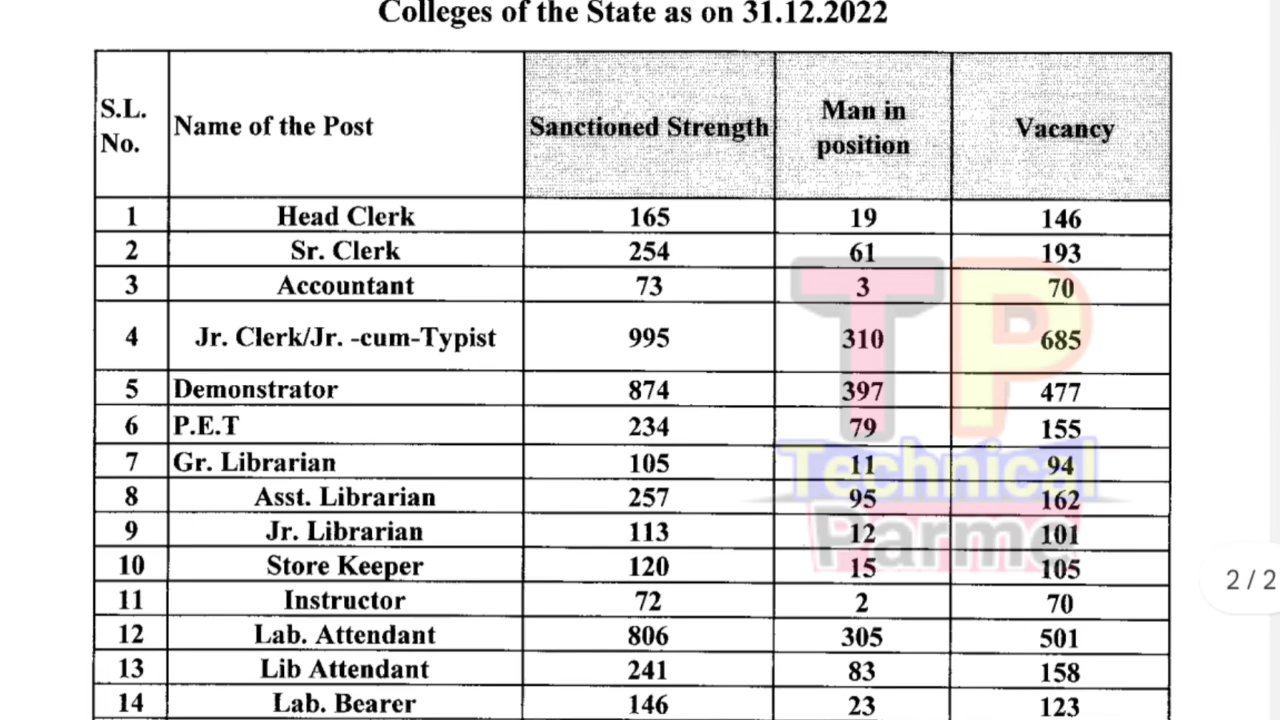 Colleges of the State as on 31.12.2022
S.L. No. Name of the Post Sanctioned Strength Man in position Vacancy
1 Head Clerk 165 19 146
2 Sr. Clerk 254 61 193
3 Accountant 73 3 70
4 Jr. Clerk/Jr. -cum-Typist 995 310 685
5 Demonstrator 874 397 477
6 P.E.T 234 79 155
7 Gr. Librarian 105 11 94
8 Asst. Librarian 257 95 162
9 Jr. Librarian 113 12 101
10 Store Keeper 120 15 105
11 Instructor 72 2 70
12 Lab. Attendant 806 305 501
13 Lib Attendant 241 83 158
14 Lab. Bearer 146 23 123
TP
Technical
Parme
2 / 2